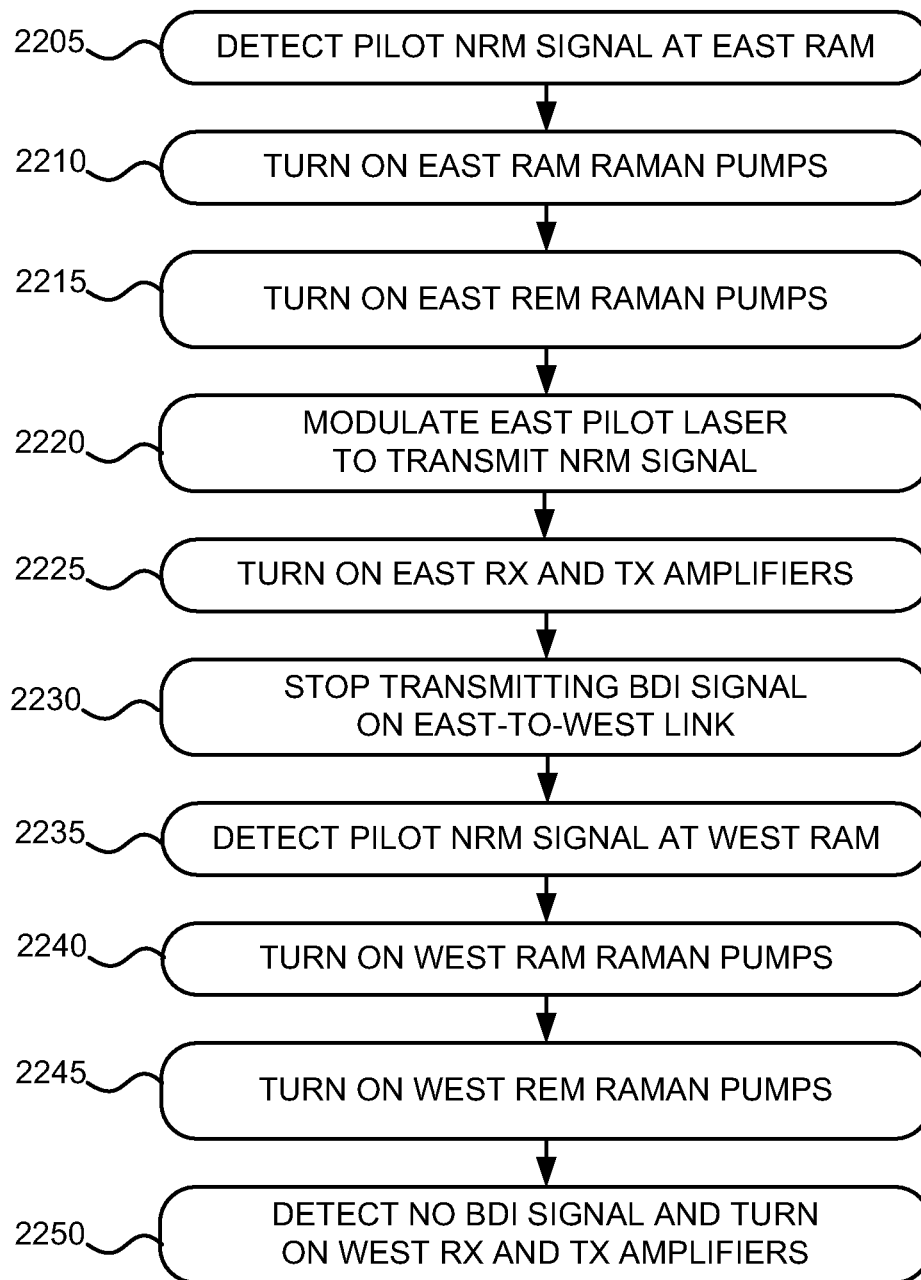 2205
DETECT PILOT NRM SIGNAL AT EAST RAM
2210
TURN ON EAST RAM RAMAN PUMPS
2215
TURN ON EAST REM RAMAN PUMPS
2220
MODULATE EAST PILOT LASER
TO TRANSMIT NRM SIGNAL
2225
TURN ON EAST RX AND TX AMPLIFIERS
2230
STOP TRANSMITTING BDI SIGNAL
ON EAST-TO-WEST LINK
2235
DETECT PILOT NRM SIGNAL AT WEST RAM
2240
TURN ON WEST RAM RAMAN PUMPS
2245
TURN ON WEST REM RAMAN PUMPS
2250
DETECT NO BDI SIGNAL AND TURN
ON WEST RX AND TX AMPLIFIERS